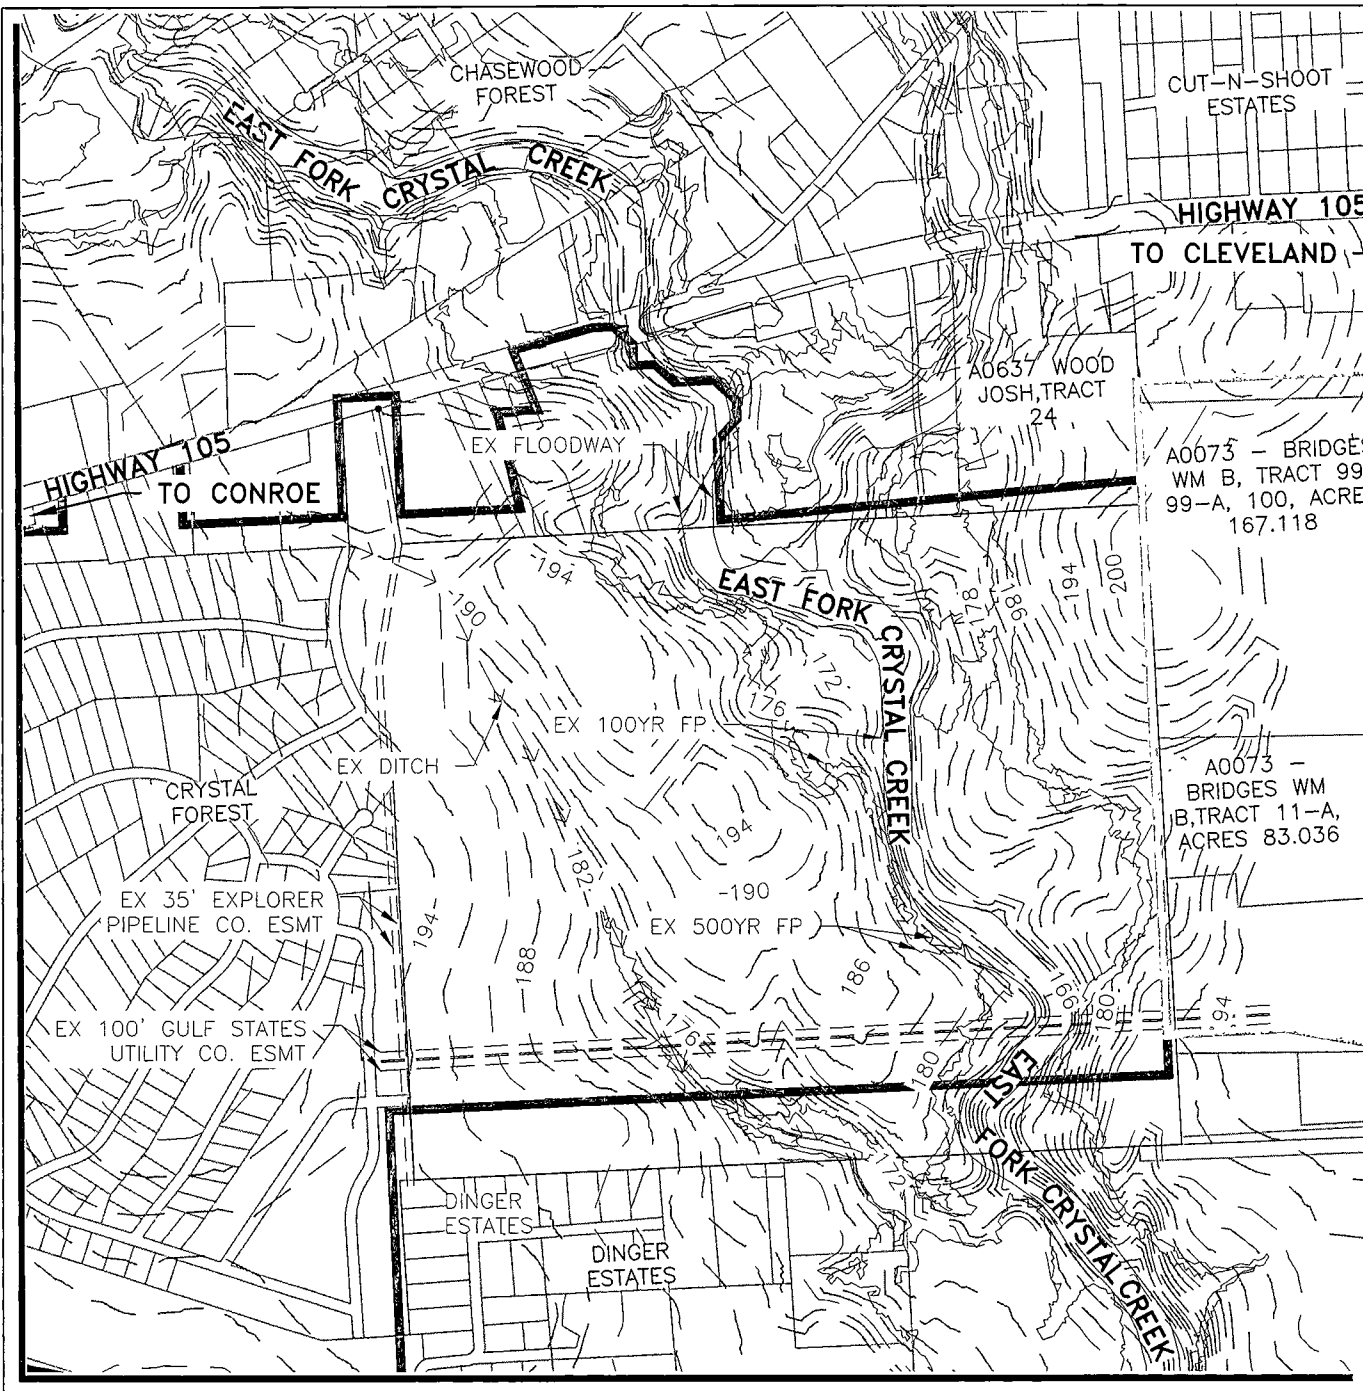 CHASEWOOD
FOREST
CUT-N-SHOOT
ESTATES
EAST FORK CRYSTAL CREEK
HIGHWAY 105
TO CLEVELAND
A0637 WOOD
JOSH,TRACT
24
HIGHWAY 105
TO CONROE
EX FLOODWAY
A0073 - BRIDGES
WM B, TRACT 99
99-A, 100, ACRE
167.118
-194
-190
EAST FORK CRYSTAL CREEK
178
-186
-194
-200
172
176
EX 100YR FP
EX DITCH
CRYSTAL
FOREST
A0073 -
BRIDGES WM
B,TRACT 11-A,
ACRES 83.036
-194
182
-190
EX 35' EXPLORER
PIPELINE CO. ESMT
194-
EX 500YR FP
-188
186
166
180
194
EX 100' GULF STATES
UTILITY CO. ESMT
176
180
EAST FORK CRYSTAL CREEK
172
DINGER
ESTATES
DINGER
ESTATES